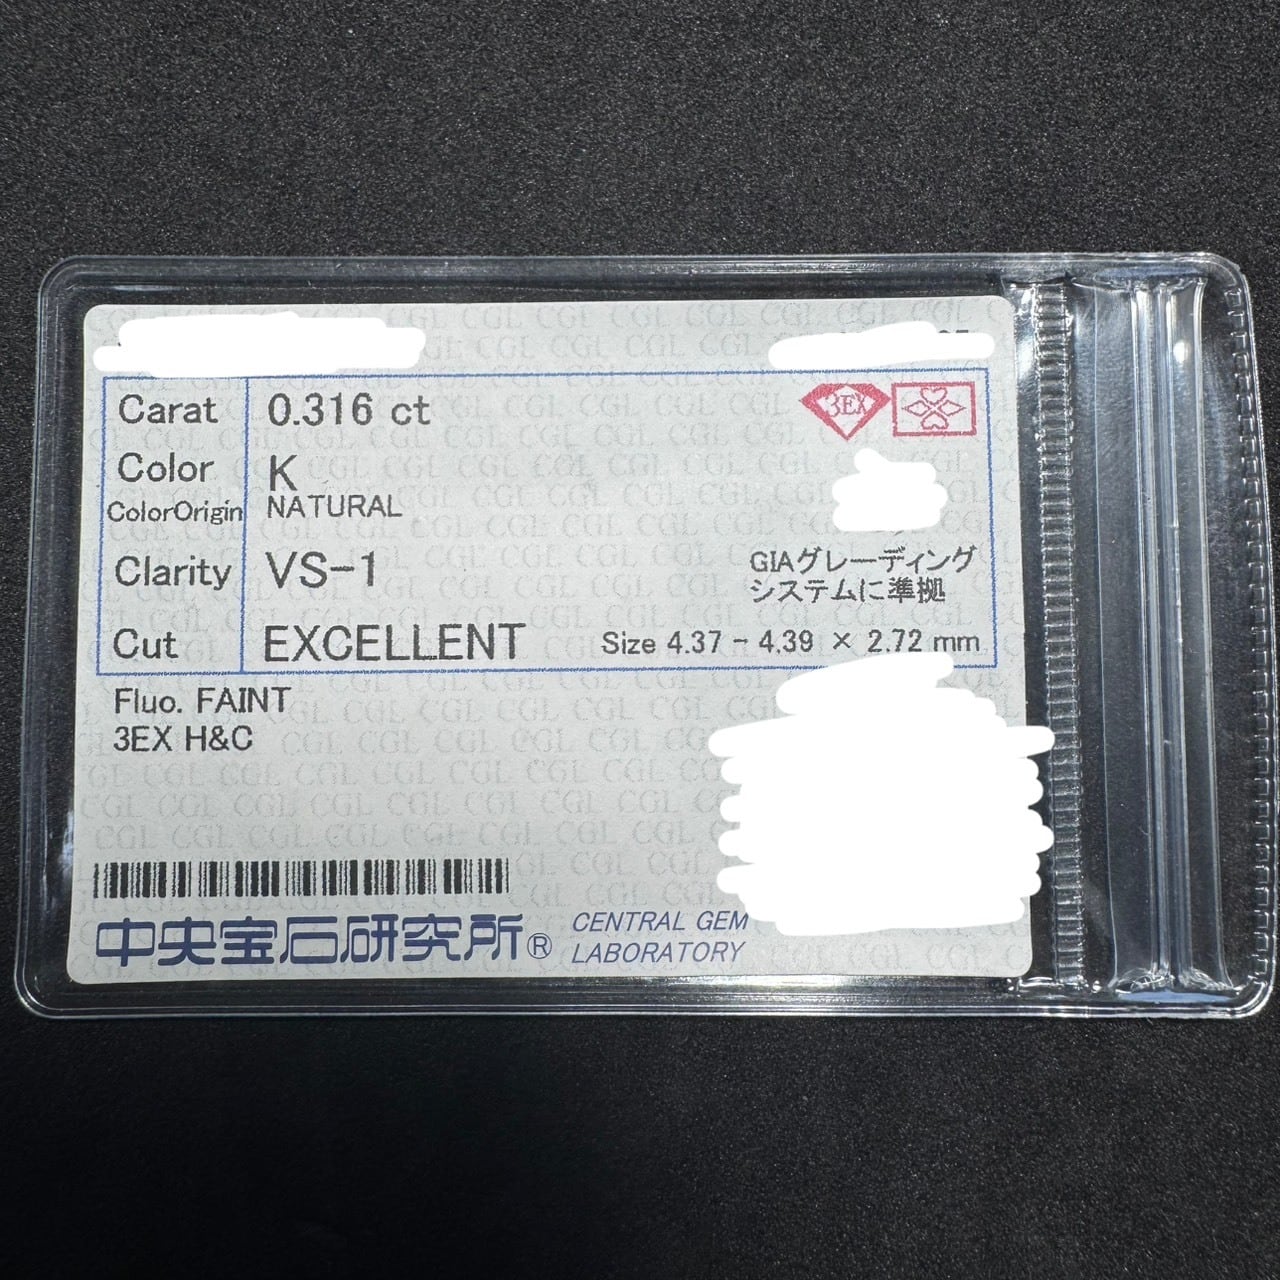 Carat 0.316 ct
3EX
Color K
ColorOrigin NATURAL
Clarity VS-1
GIAグレーディング
システムに準拠
Cut EXCELLENT Size 4.37 - 4.39 × 2.72 mm
Fluo. FAINT
3EX H&C
中央宝石研究所® CENTRAL GEM
LABORATORY